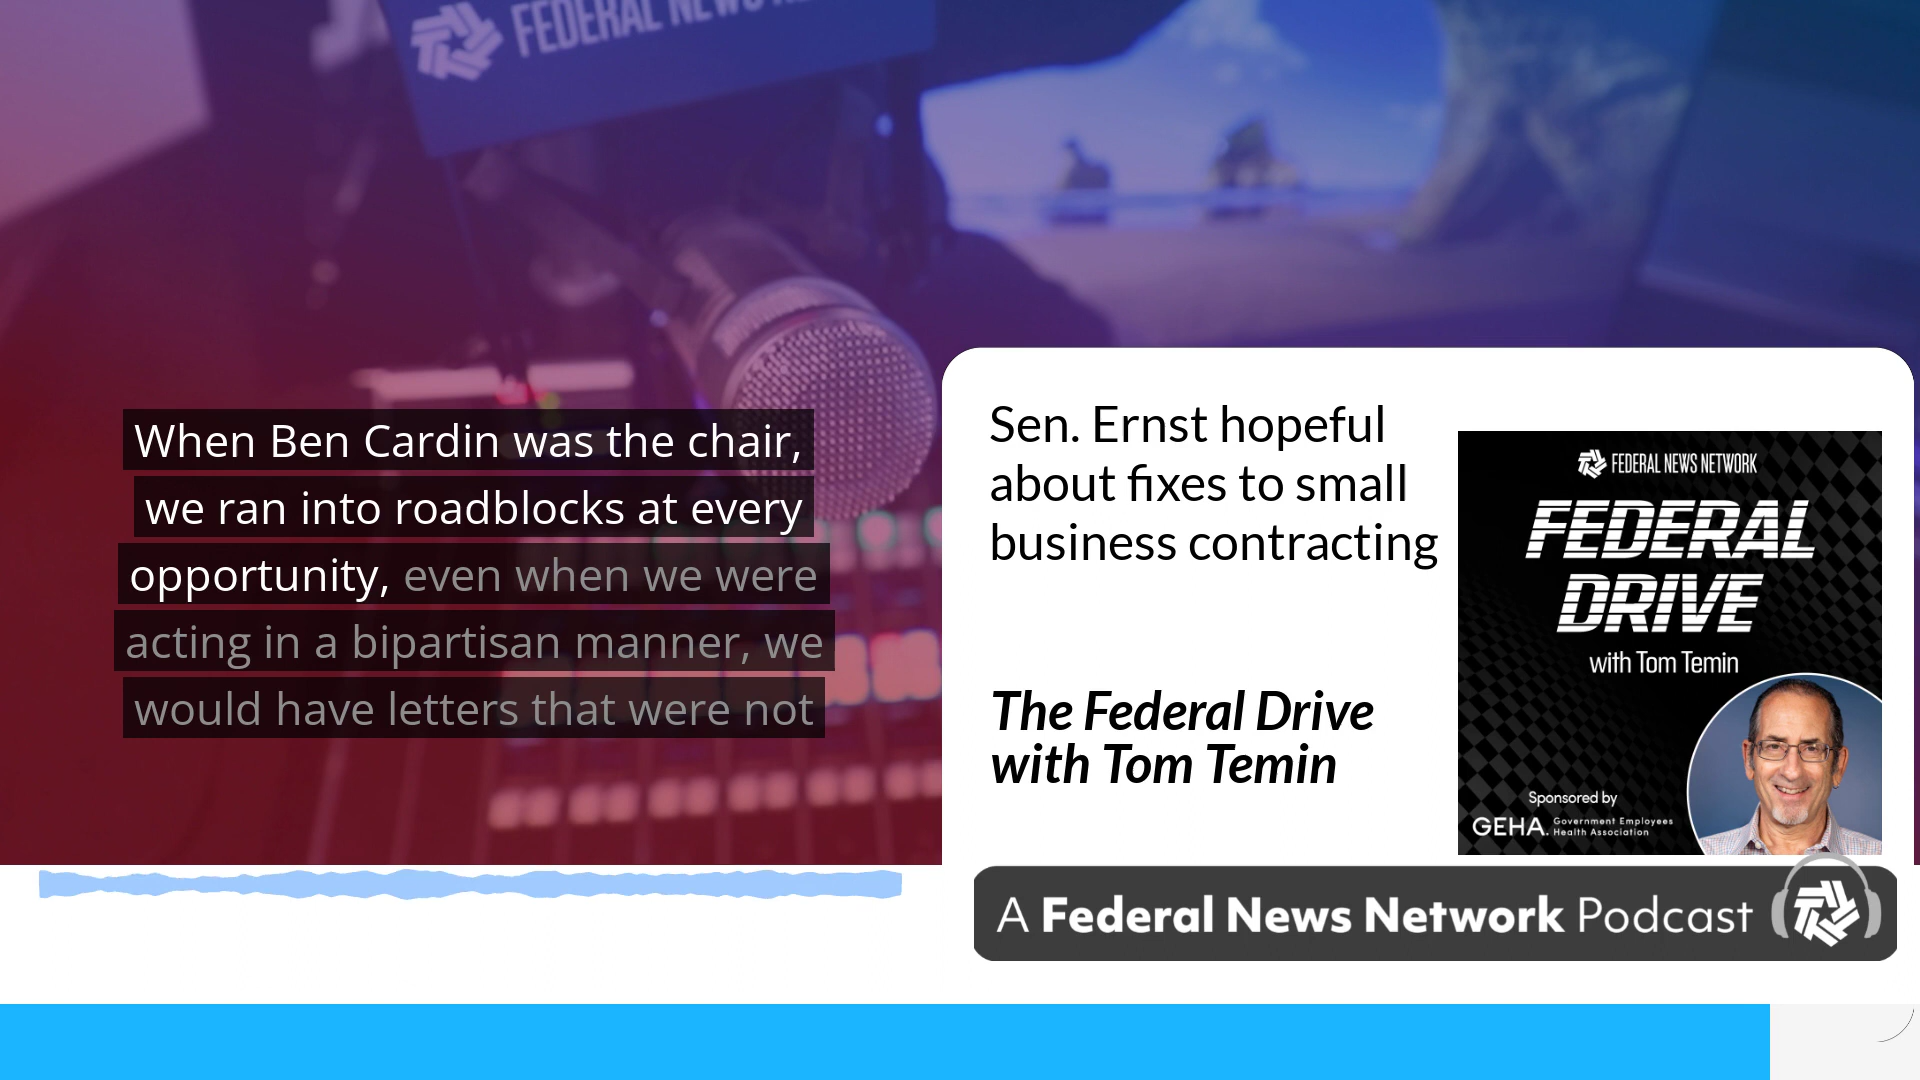 FEDERAL NEWS
When Ben Cardin was the chair,
we ran into roadblocks at every
opportunity, even when we were
acting in a bipartisan manner, we
would have letters that were not
Sen. Ernst hopeful
about fixes to small
business contracting
The Federal Drive
with Tom Temin
FEDERAL NEWS NETWORK
FEDERAL
DRIVE
with Tom Temin
Sponsored by
GEHA. Government Employees
Health Association
A Federal News Network Podcast